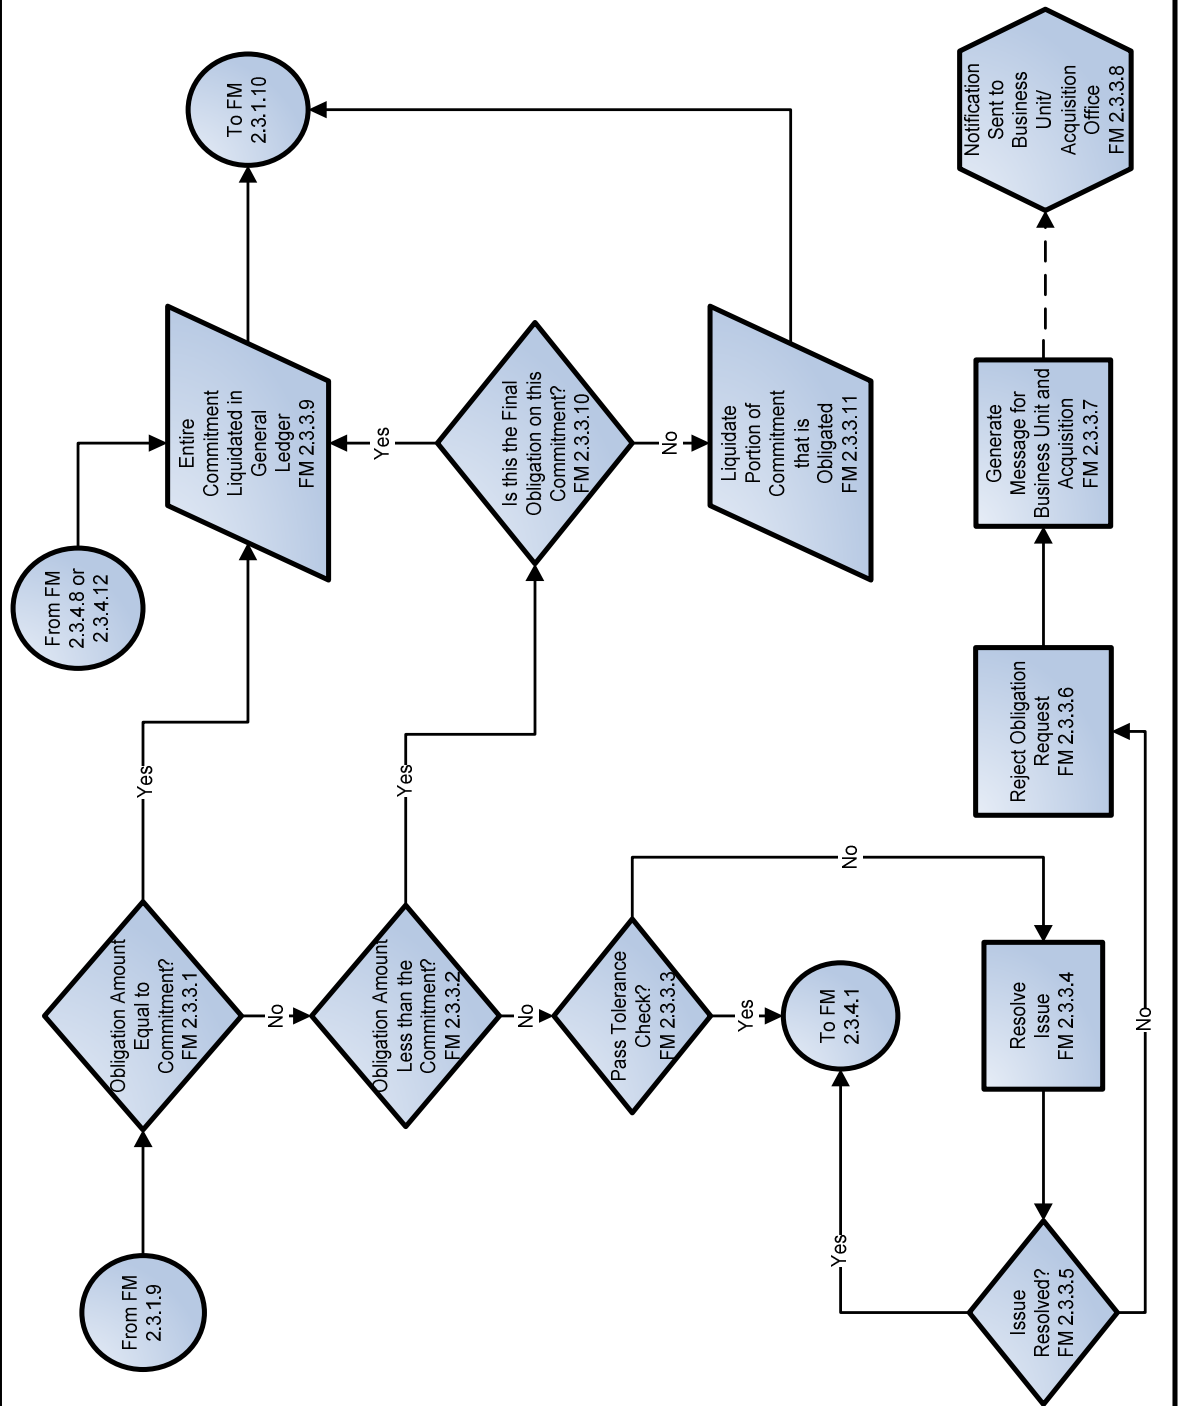 From FM
2.3.1.9
Obligation Amount
Equal to
Commitment?
FM 2.3.3.1
Yes
No
From FM
2.3.4.8 or
2.3.4.12
Entire
Commitment
Liquidated in
General
Ledger
FM 2.3.3.9
To FM
2.3.1.10
Obligation Amount
Less than the
Commitment?
FM 2.3.3.2
Yes
No
Is this the Final
Obligation on this
Commitment?
FM 2.3.3.10
Yes
No
Pass Tolerance
Check?
FM 2.3.3.3
Yes
No
Liquidate
Portion of
Commitment
that is
Obligated
FM 2.3.3.11
To FM
2.3.4.1
Resolve
Issue
FM 2.3.3.4
Issue
Resolved?
FM 2.3.3.5
Yes
No
Reject Obligation
Request
FM 2.3.3.6
Generate
Message for
Business Unit and
Acquisition
FM 2.3.3.7
Notification
Sent to
Business
Unit/
Acquisition
Office
FM 2.3.3.8